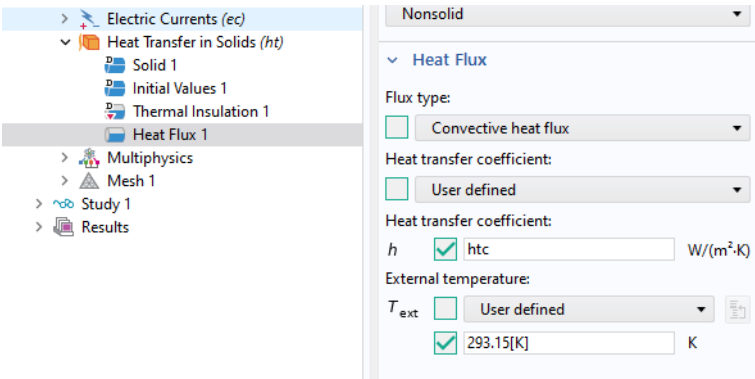 Electric Currents (ec)
Heat Transfer in Solids (ht)
Solid 1
Initial Values 1
Thermal Insulation 1
Heat Flux 1
Multiphysics
Mesh 1
Study 1
Results
Nonsolid
Heat Flux
Flux type:
Convective heat flux
Heat transfer coefficient:
User defined
Heat transfer coefficient:
h htc W/(m²·K)
External temperature:
T ext User defined
293.15[K] K